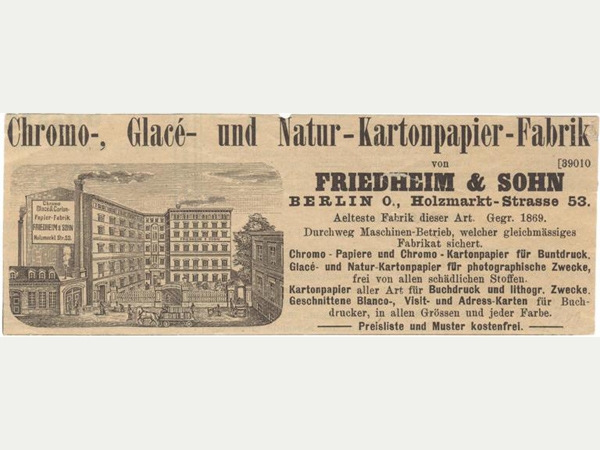 Chromo-, Glacé- und Natur-Kartonpapier-Fabrik
von
[39010
FRIEDHEIM & SOHN
BERLIN O., Holzmarkt-Strasse 53.
Aelteste Fabrik dieser Art. Gegr. 1869.
Durchweg Maschinen-Betrieb, welcher gleichmässiges
Fabrikat sichert.
Chromo-Papiere und Chromo-Kartonpapier für Buntdruck.
Glacé- und Natur-Kartonpapier für photographische Zwecke,
frei von allen schädlichen Stoffen.
Kartonpapier aller Art für Buchdruck und lithogr. Zwecke.
Geschnittene Blanco-, Visit- und Adress-Karten für Buch-
drucker, in allen Grössen und jeder Farbe.
Preisliste und Muster kostenfrei.
Chromo
Glacé & Carton-
Papier-Fabrik
FRIEDHEIM & SOHN
Holzmarkt Str. 53.